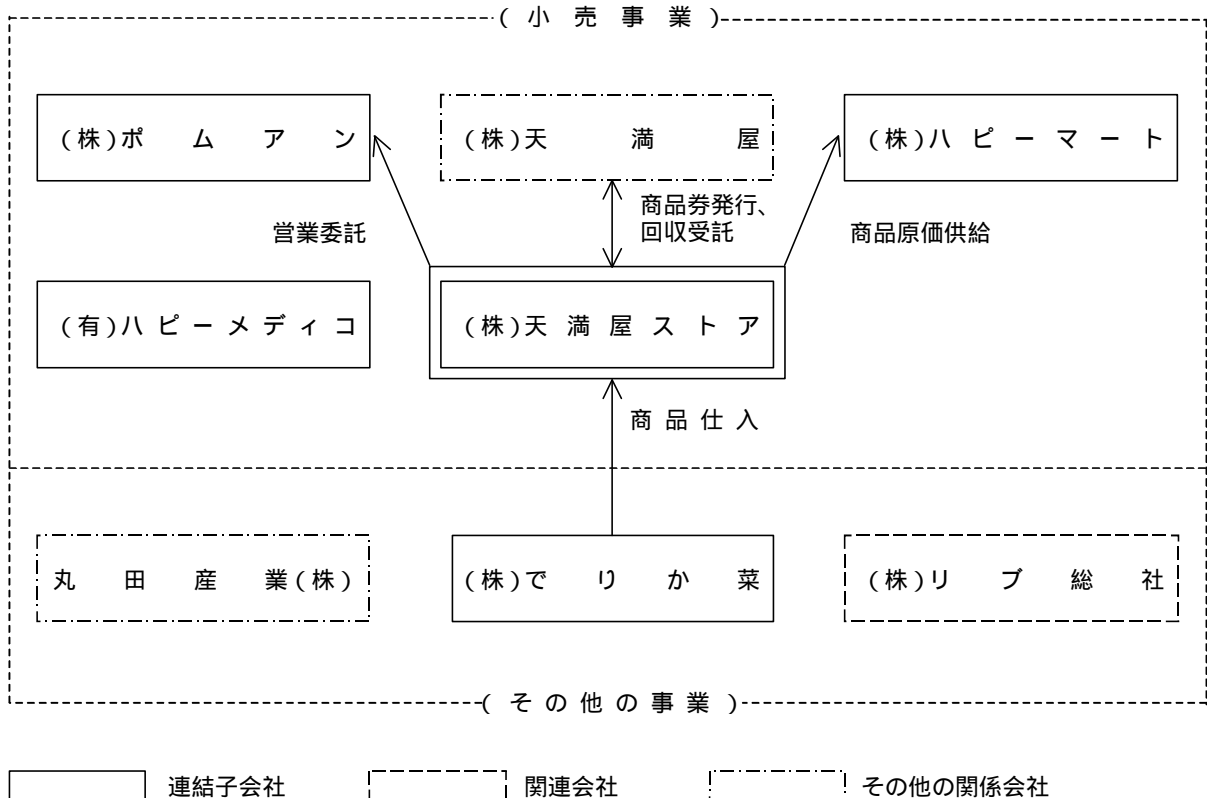 (小売事業)
(株)ポムアン
(株)天満屋
(株)ハピーマート
商品券発行、
回収受託
営業委託
商品原価供給
(有)ハピーメディコ
(株)天満屋ストア
商品仕入
丸田産業(株)
(株)でりか菜
(株)リブ総社
(その他の事業)
連結子会社
関連会社
その他の関係会社